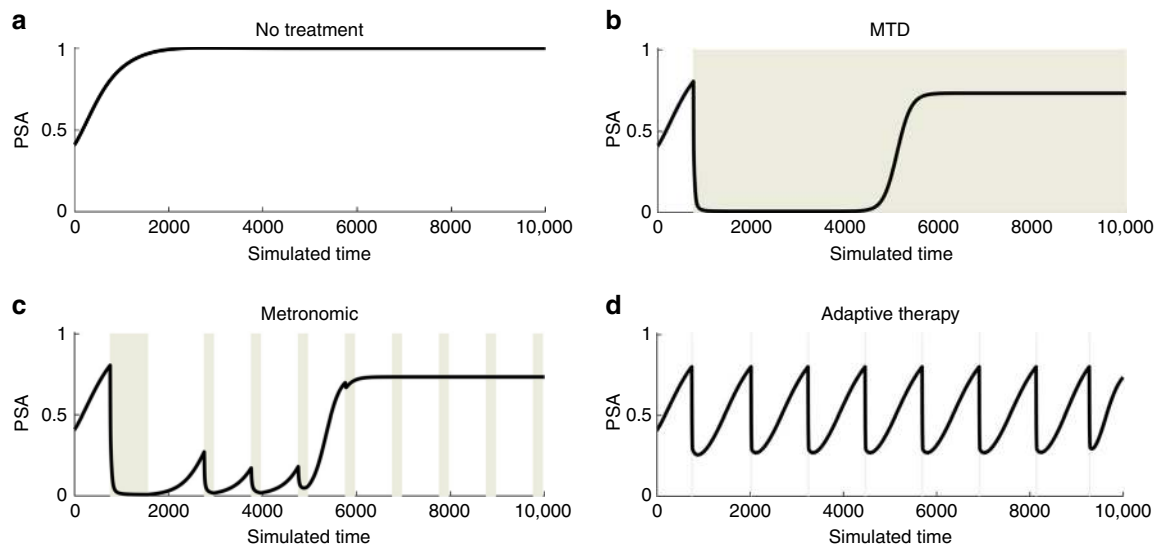 a
No treatment
1
0.5
0
PSA
0 2000 4000 6000 8000 10,000
Simulated time
b
MTD
1
0.5
0
PSA
0 2000 4000 6000 8000 10,000
Simulated time
c
Metronomic
1
0.5
0
PSA
0 2000 4000 6000 8000 10,000
Simulated time
d
Adaptive therapy
1
0.5
0
PSA
0 2000 4000 6000 8000 10,000
Simulated time